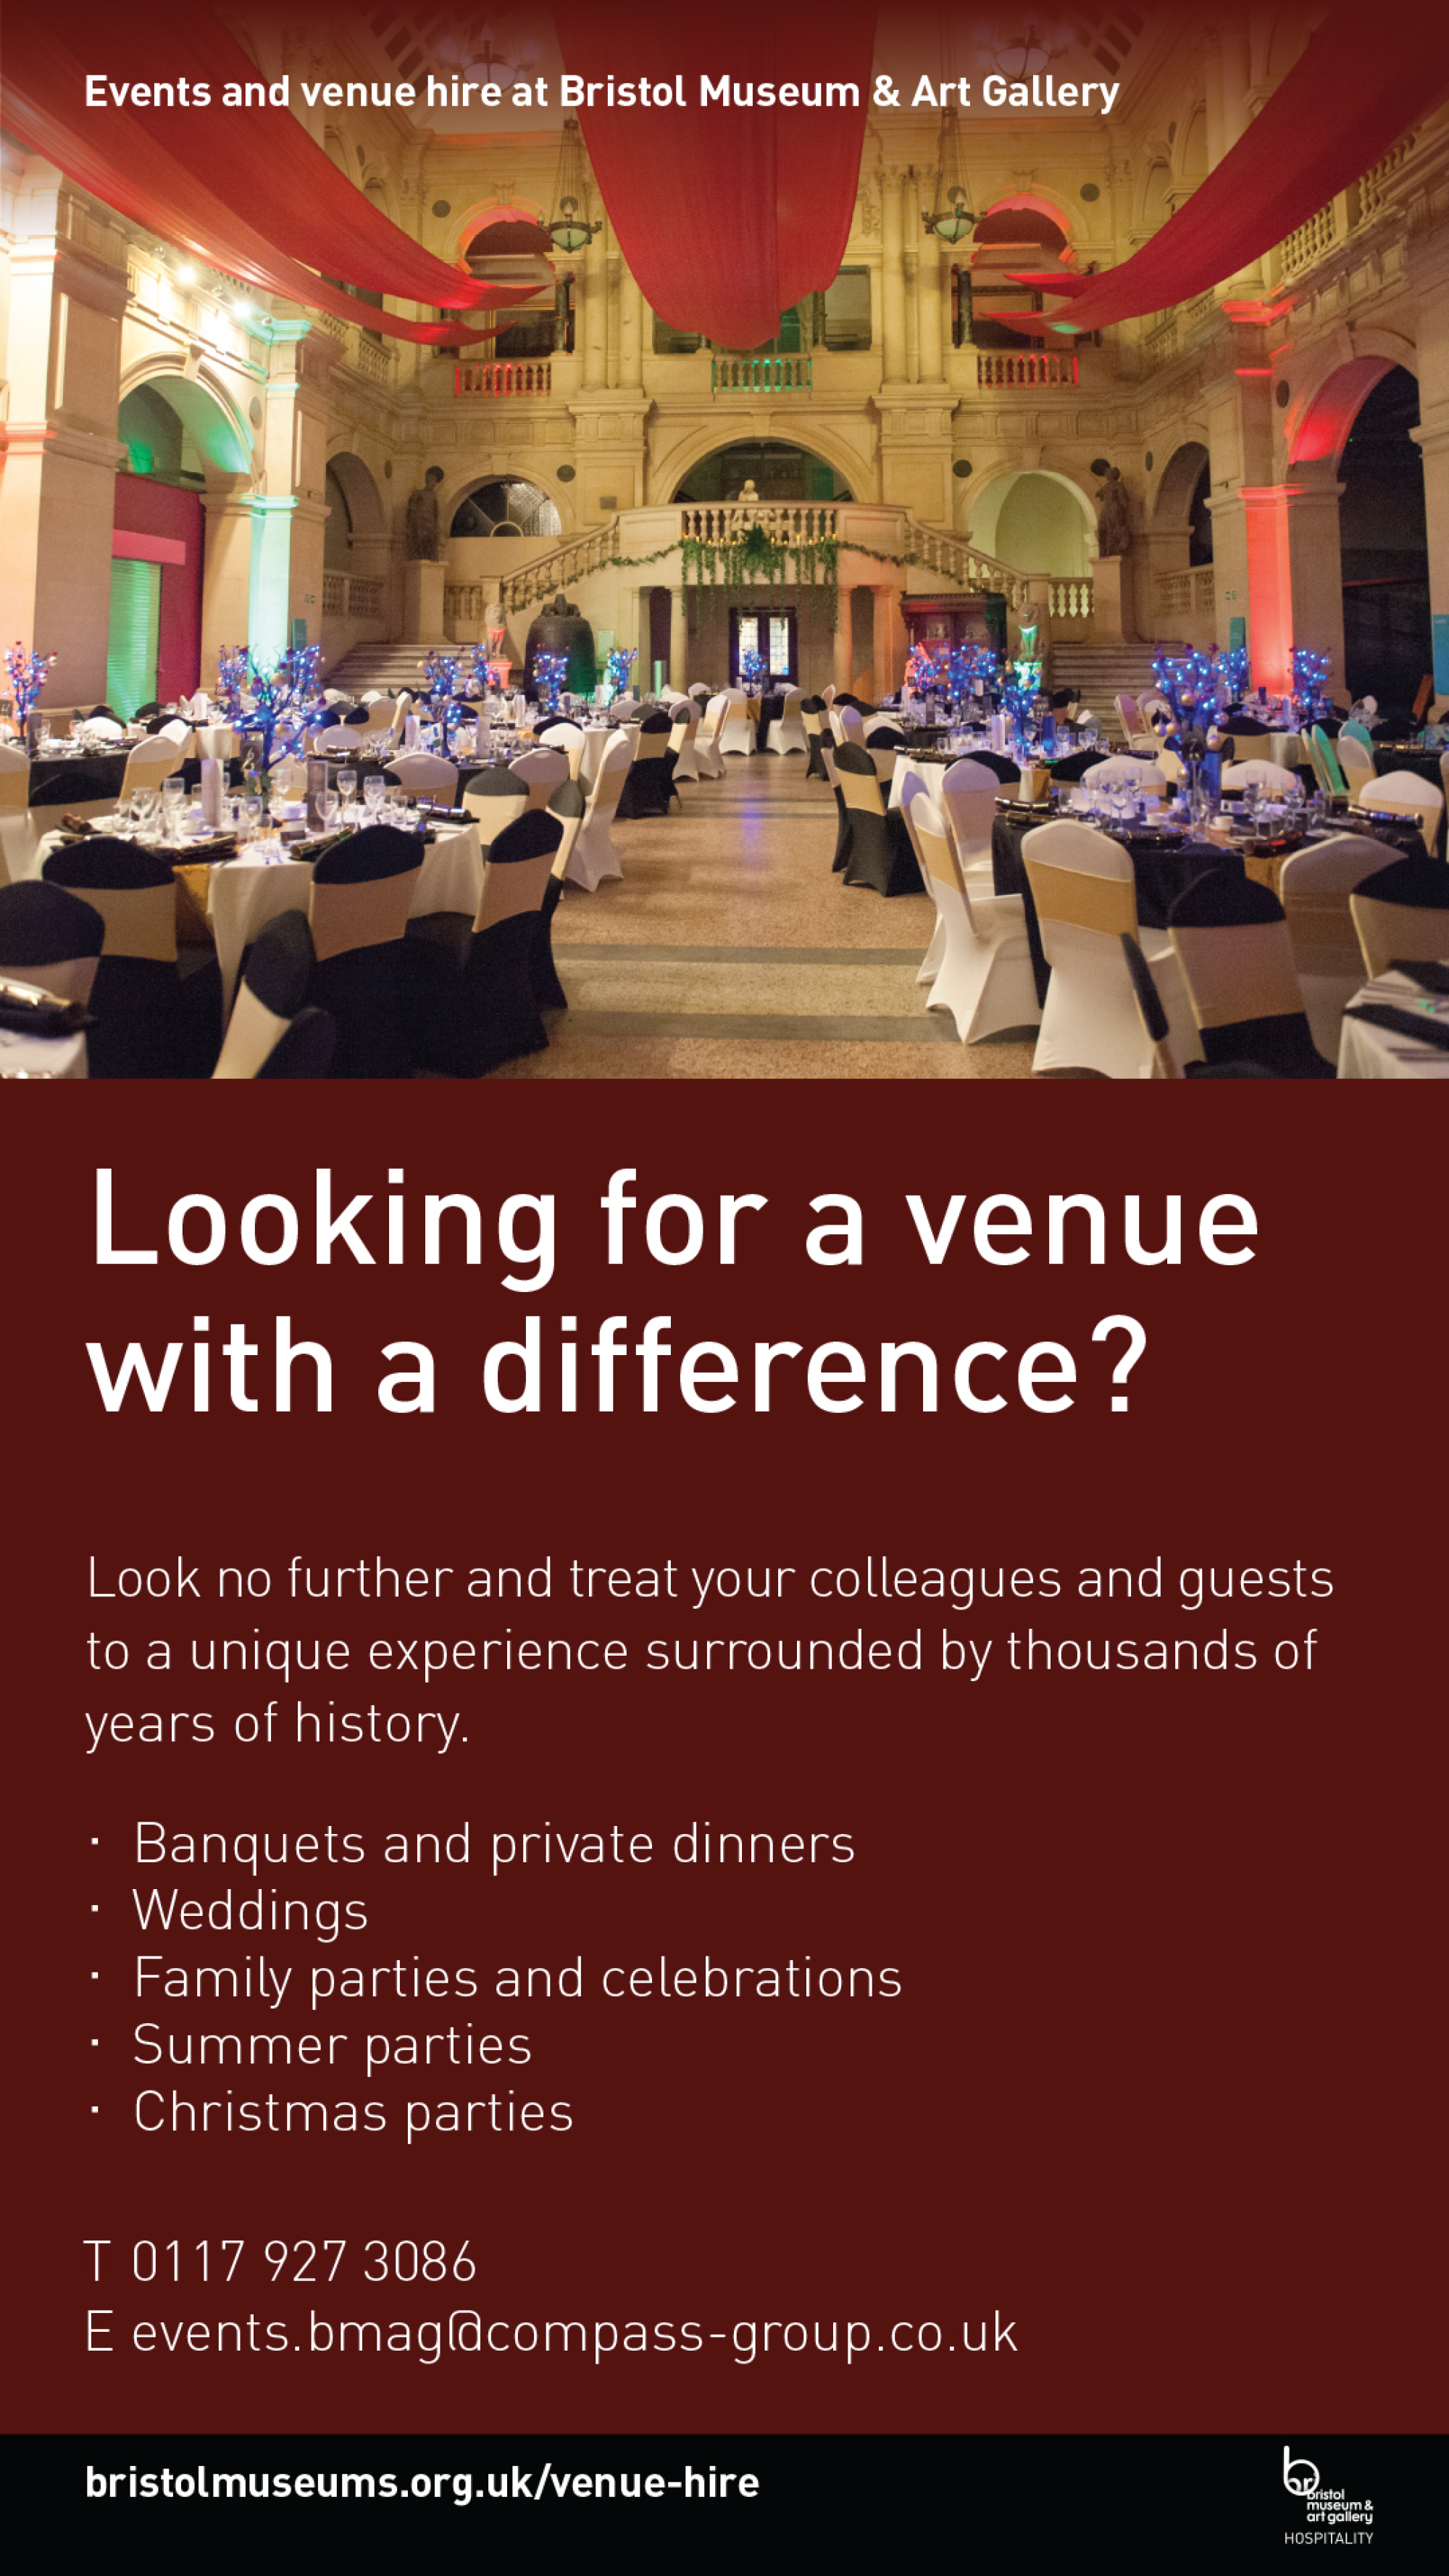 Events and venue hire at Bristol Museum & Art Gallery
Looking for a venue
with a difference?
Look no further and treat your colleagues and guests
to a unique experience surrounded by thousands of
years of history.
· Banquets and private dinners
· Weddings
· Family parties and celebrations
· Summer parties
· Christmas parties
T 0117 927 3086
E events.bmag@compass-group.co.uk
bristolmuseums.org.uk/venue-hire
br
bristol
museum &
art gallery
HOSPITALITY